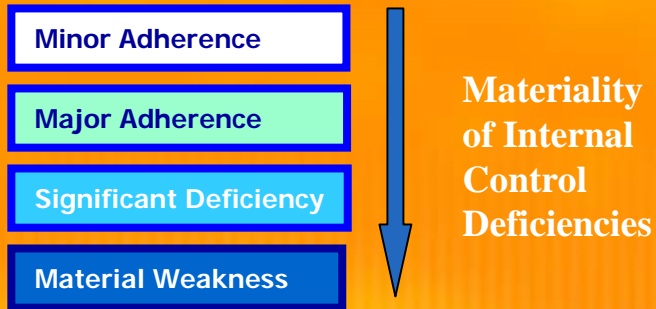 Minor Adherence
Major Adherence
Significant Deficiency
Material Weakness
Materiality
of Internal
Control
Deficiencies